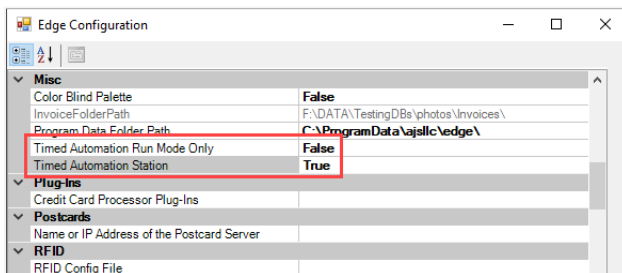 Edge Configuration
Misc
Color Blind Palette False
InvoiceFolderPath F:\DATA\TestingDBs\photos\Invoices\
Program Data Folder Path C:\ProgramData\ajsllc\edge\
Timed Automation Run Mode Only False
Timed Automation Station True
Plug-Ins
Credit Card Processor Plug-Ins
Postcards
Name or IP Address of the Postcard Server
RFID
RFID Config File